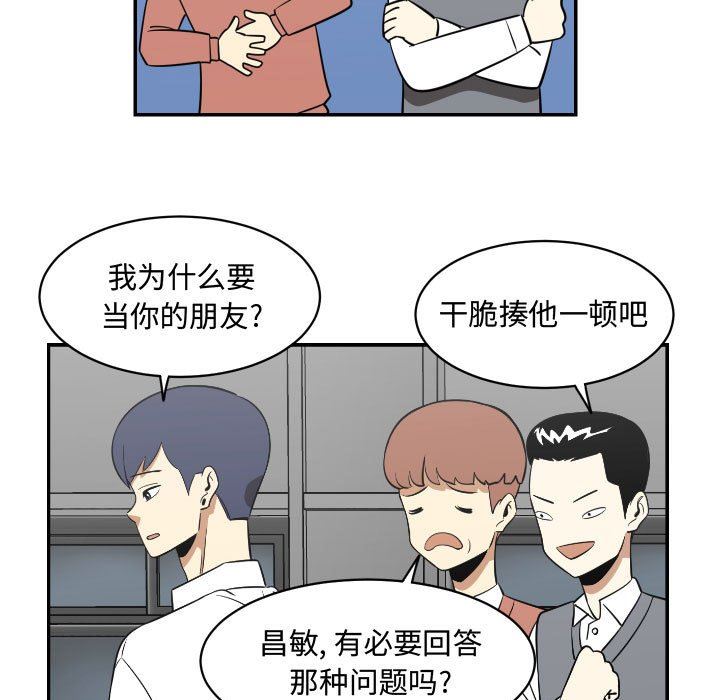 我为什么要
当你的朋友?
干脆揍他一顿吧
昌敏, 有必要回答
那种问题吗?